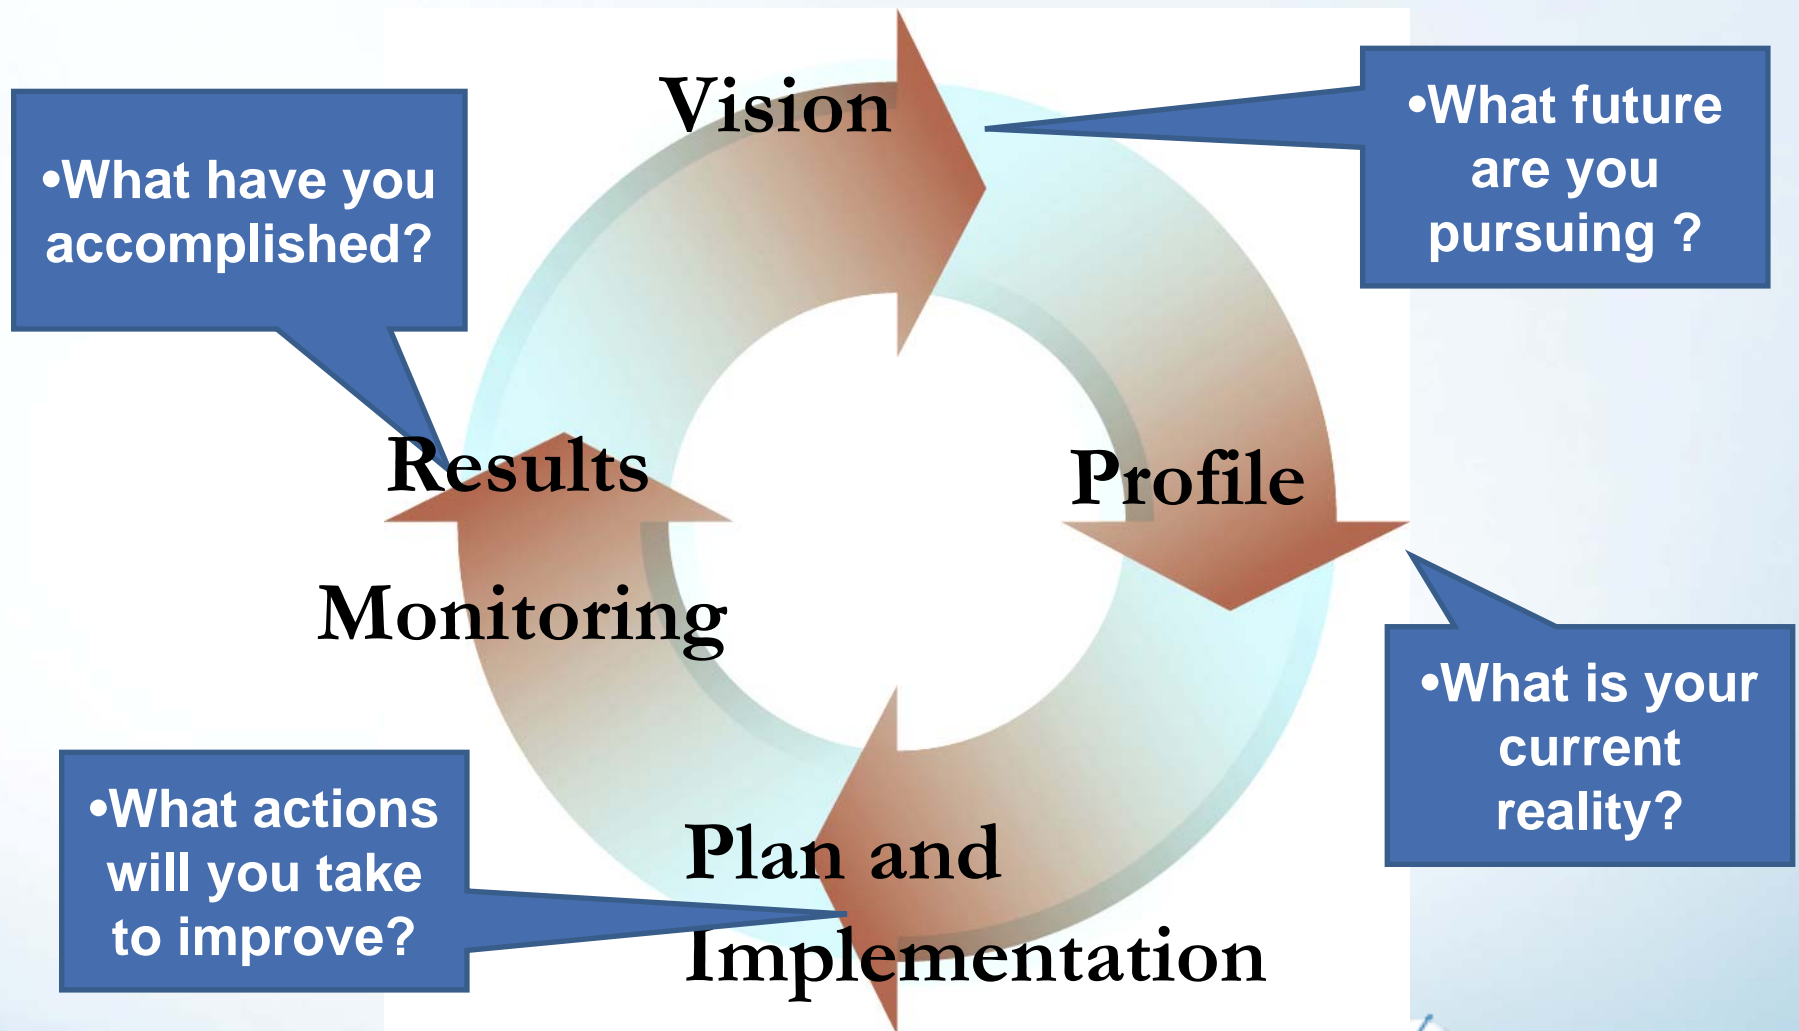 Vision
•What future
are you
pursuing ?
•What have you
accomplished?
Results
Profile
Monitoring
•What is your
current
reality?
•What actions
will you take
to improve?
Plan and
Implementation